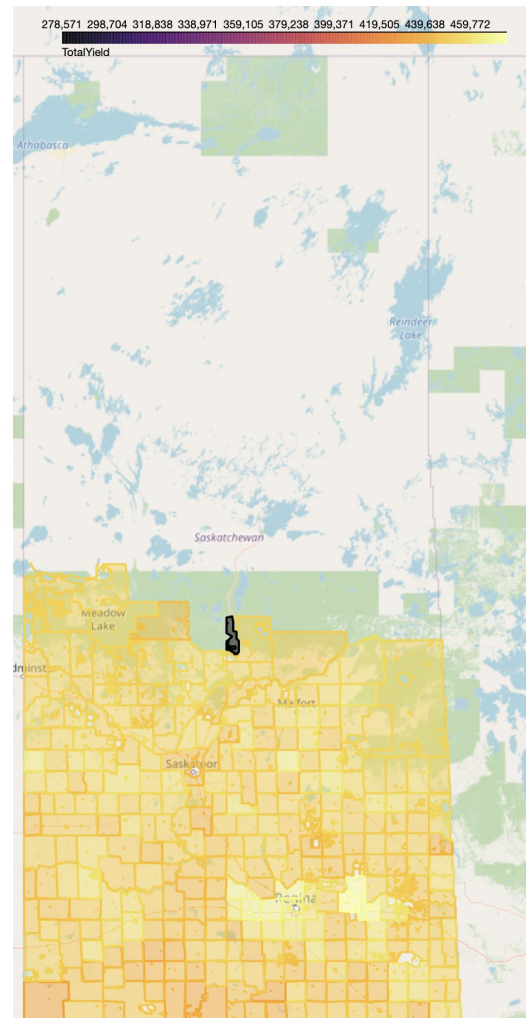 278,571 298,704 318,838 338,971 359,105 379,238 399,371 419,505 439,638 459,772
TotalYield
Athabasca
Reindeer
Lake
Saskatchewan
Meadow
Lake
dminst
Saskatoon
Regina